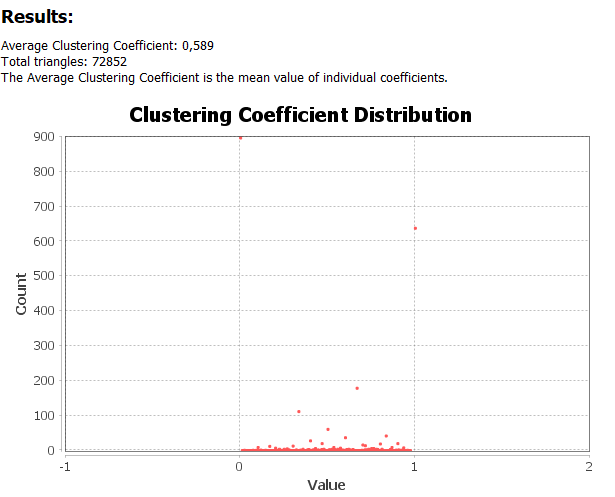 Results:
Average Clustering Coefficient: 0,589
Total triangles: 72852
The Average Clustering Coefficient is the mean value of individual coefficients.
Clustering Coefficient Distribution
900
800
700
600
500
400
300
200
100
0
Count
-1 0 1 2
Value